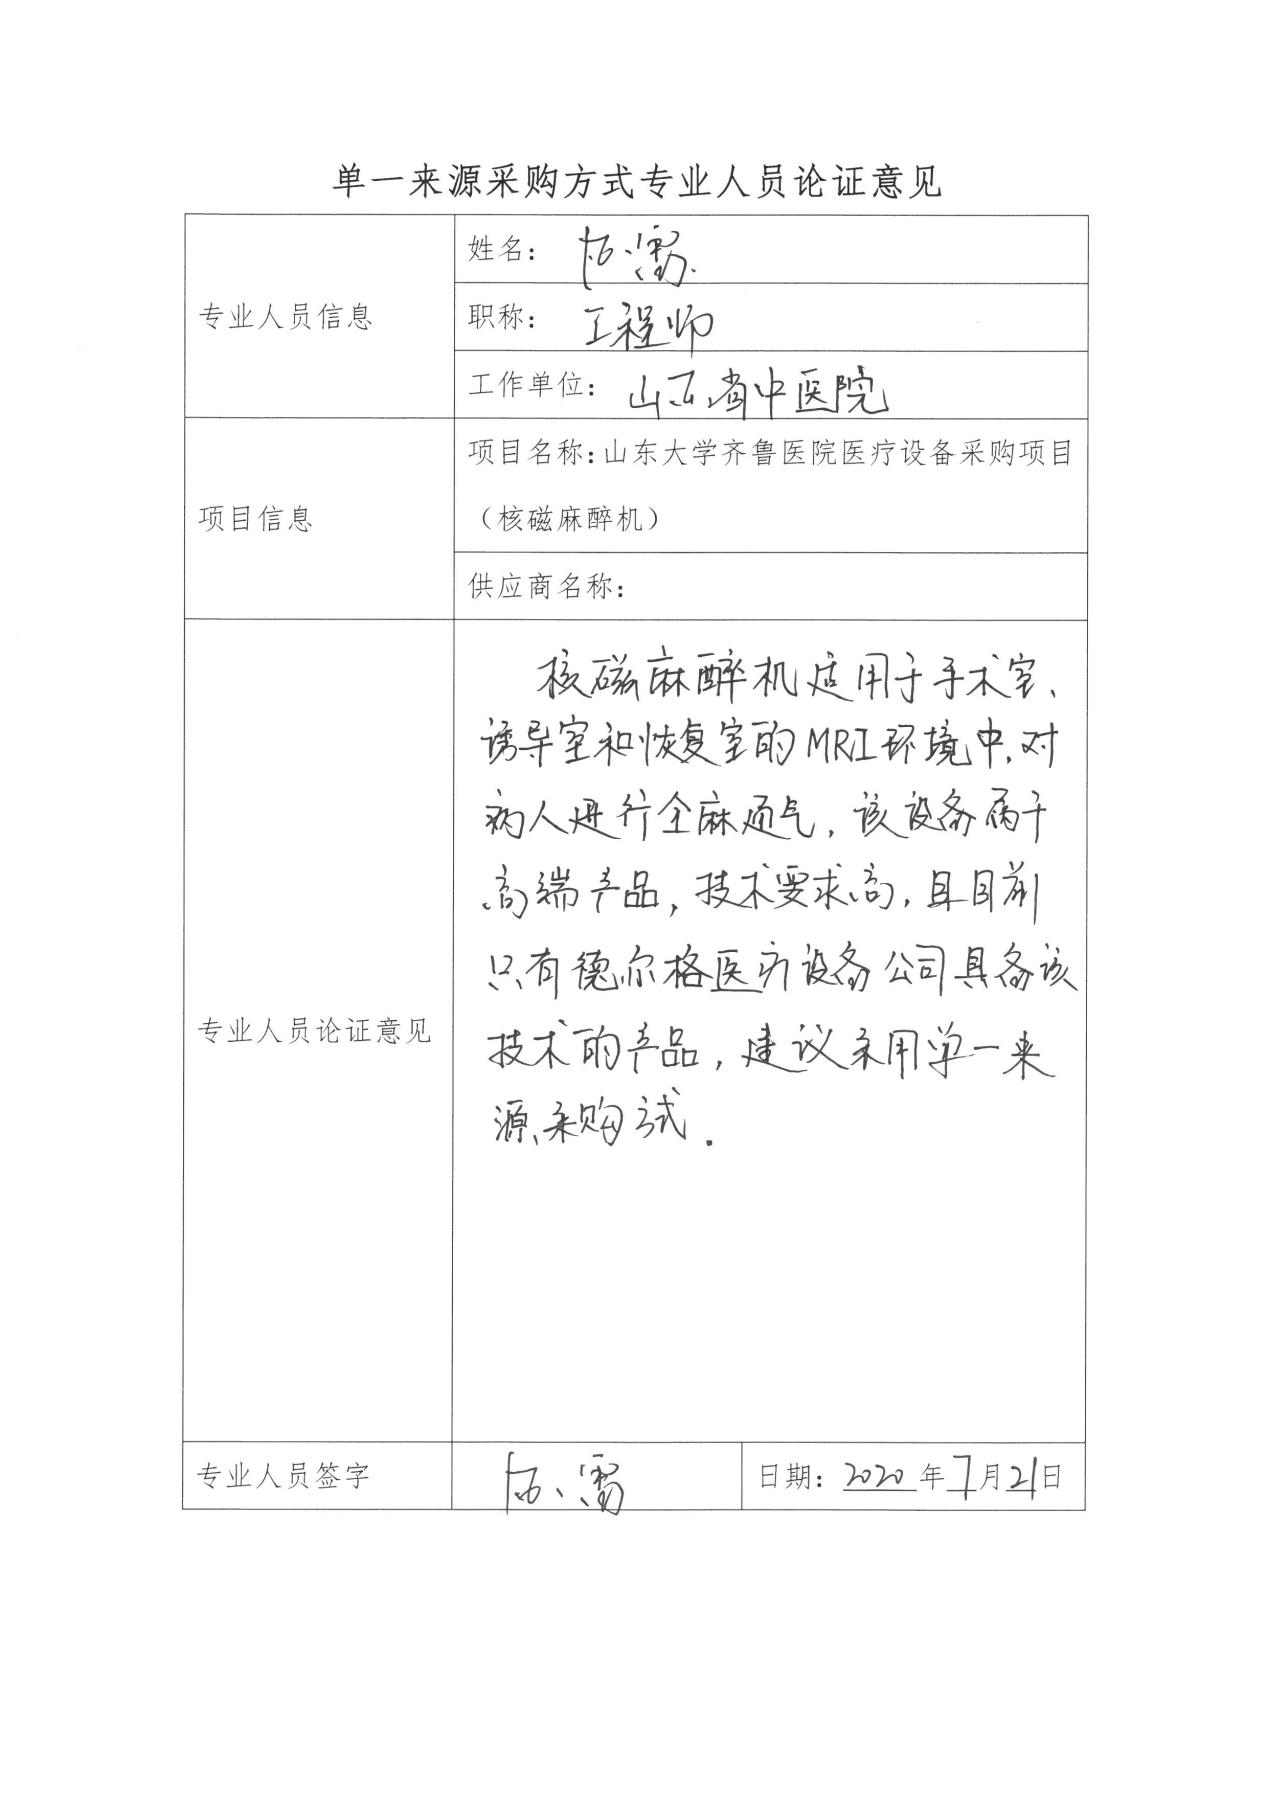 单一来源采购方式专业人员论证意见
专业人员信息
姓名：
职称： 工程师
工作单位： 山东省中医院
项目信息
项目名称：山东大学齐鲁医院医疗设备采购项目
（核磁麻醉机）
供应商名称：
专业人员论证意见
核磁麻醉机适用于手术室、
诱导室和恢复室的MRI环境中，对
病人进行全麻通气，该设备属于
高端产品，技术要求高，且目前
只有德尔格医疗设备公司具备该
技术的产品，建议采用单一来
源采购方式．
专业人员签字
日期：2020年7月21日